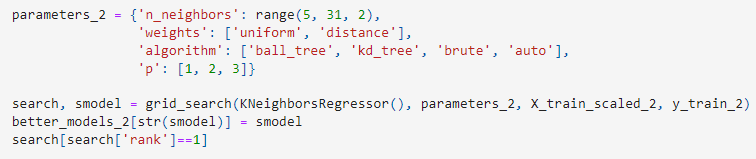 parameters_2 = {'n_neighbors': range(5, 31, 2),
'weights': ['uniform', 'distance'],
'algorithm': ['ball_tree', 'kd_tree', 'brute', 'auto'],
'p': [1, 2, 3]}
search, smodel = grid_search(KNeighborsRegressor(), parameters_2, X_train_scaled_2, y_train_2)
better_models_2[str(smodel)] = smodel
search[search['rank']==1]